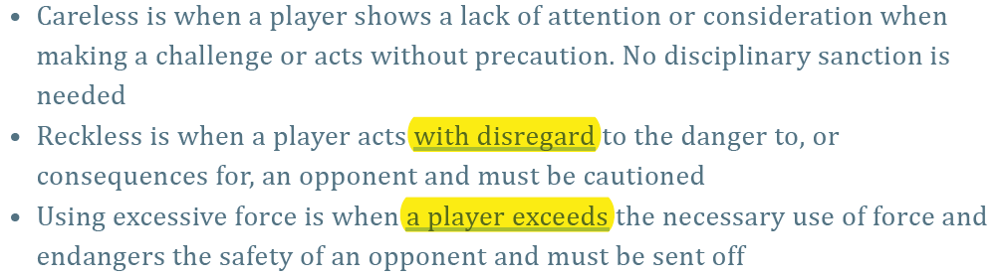 • Careless is when a player shows a lack of attention or consideration when
making a challenge or acts without precaution. No disciplinary sanction is
needed
• Reckless is when a player acts with disregard to the danger to, or
consequences for, an opponent and must be cautioned
• Using excessive force is when a player exceeds the necessary use of force and
endangers the safety of an opponent and must be sent off